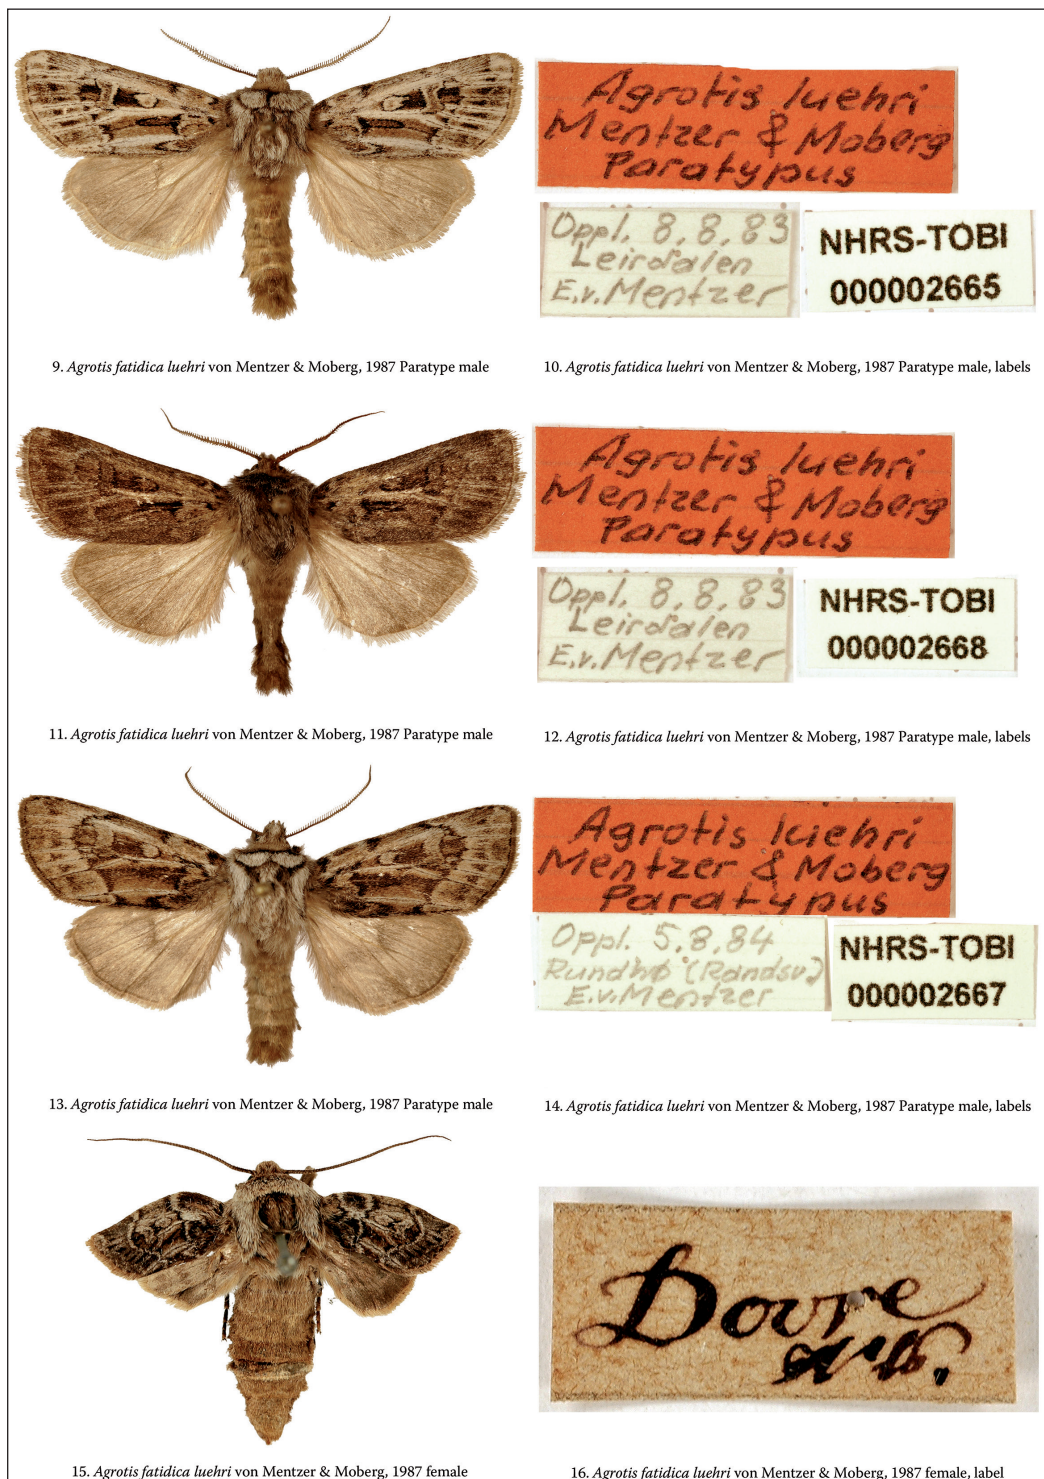 Agrotis luehri
Mentzer & Moberg
Paratypus
Oppl. 8.8.83
Leirdalen
E.v.Mentzer
NHRS-TOBI
000002665
9. Agrotis fatidica luehri von Mentzer & Moberg, 1987 Paratype male
10. Agrotis fatidica luehri von Mentzer & Moberg, 1987 Paratype male, labels
Agrotis luehri
Mentzer & Moberg
Paratypus
Oppl. 8.8.83
Leirdalen
E.v.Mentzer
NHRS-TOBI
000002668
11. Agrotis fatidica luehri von Mentzer & Moberg, 1987 Paratype male
12. Agrotis fatidica luehri von Mentzer & Moberg, 1987 Paratype male, labels
Agrotis luehri
Mentzer & Moberg
Paratypus
Oppl. 5.8.84
Rundhø (Randsv.)
E.v.Mentzer
NHRS-TOBI
000002667
13. Agrotis fatidica luehri von Mentzer & Moberg, 1987 Paratype male
14. Agrotis fatidica luehri von Mentzer & Moberg, 1987 Paratype male, labels
Dovre
15. Agrotis fatidica luehri von Mentzer & Moberg, 1987 female
16. Agrotis fatidica luehri von Mentzer & Moberg, 1987 female, label